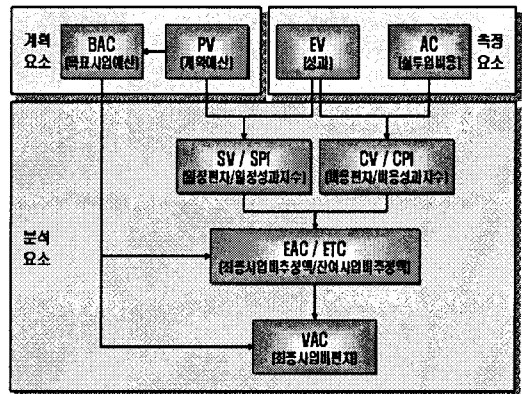 계획
요소
BAC
(목표사업예산)
PV
(계획예산)
EV
(성과)
AC
(실투입비용)
측정
요소
SV / SPI
(일정편차/일정성과지수)
CV / CPI
(비용편차/비용성과지수)
분석
요소
EAC / ETC
(최종사업비추정액/잔여사업비추정액)
VAC
(최종사업비편차)